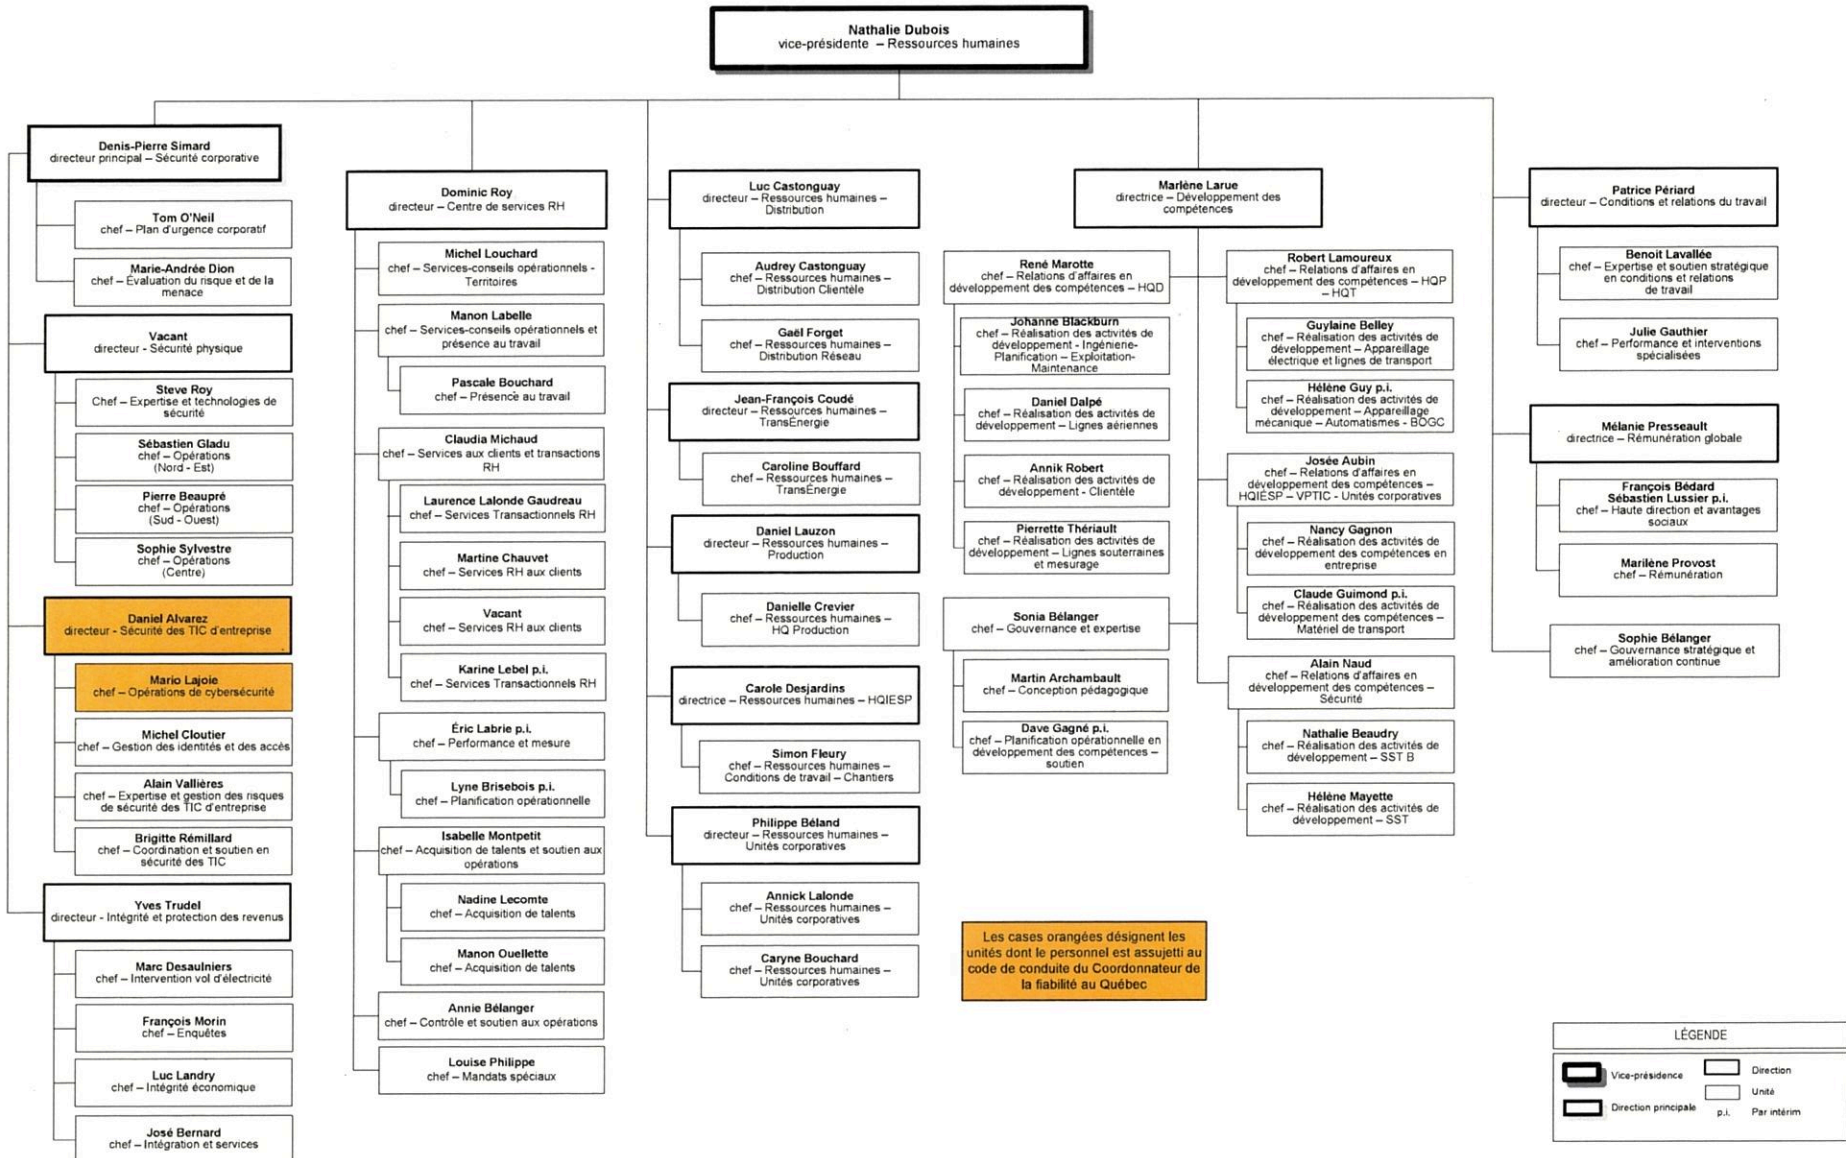 Nathalie Dubois
vice-présidente – Ressources humaines
Denis-Pierre Simard
directeur principal – Sécurité corporative
Tom O'Neil
chef – Plan d'urgence corporatif
Marie-Andrée Dion
chef – Évaluation du risque et de la
menace
Vacant
directeur - Sécurité physique
Steve Roy
Chef – Expertise et technologies de
sécurité
Sébastien Gladu
chef – Opérations
(Nord - Est)
Pierre Beaupré
chef – Opérations
(Sud - Ouest)
Sophie Sylvestre
chef – Opérations
(Centre)
Daniel Alvarez
directeur - Sécurité des TIC d'entreprise
Mario Lajoie
chef – Opérations de cybersécurité
Michel Cloutier
chef – Gestion des identités et des accès
Alain Vallières
chef – Expertise et gestion des risques
de sécurité des TIC d'entreprise
Brigitte Rémillard
chef – Coordination et soutien en
sécurité des TIC
Yves Trudel
directeur - Intégrité et protection des revenus
Marc Desaulniers
chef – Intervention vol d'électricité
François Morin
chef – Enquêtes
Luc Landry
chef – Intégrité économique
José Bernard
chef – Intégration et services
Dominic Roy
directeur – Centre de services RH
Michel Louchard
chef – Services-conseils opérationnels -
Territoires
Manon Labelle
chef – Services-conseils opérationnels et
présence au travail
Pascale Bouchard
chef – Présence au travail
Claudia Michaud
chef – Services aux clients et transactions
RH
Laurence Lalonde Gaudreau
chef – Services Transactionnels RH
Martine Chauvet
chef – Services RH aux clients
Vacant
chef – Services RH aux clients
Karine Lebel p.i.
chef – Services Transactionnels RH
Éric Labrie p.i.
chef – Performance et mesure
Lyne Brisebois p.i.
chef – Planification opérationnelle
Isabelle Montpetit
chef – Acquisition de talents et soutien aux
opérations
Nadine Lecomte
chef – Acquisition de talents
Manon Ouellette
chef – Acquisition de talents
Annie Bélanger
chef – Contrôle et soutien aux opérations
Louise Philippe
chef – Mandats spéciaux
Luc Castonguay
directeur – Ressources humaines –
Distribution
Audrey Castonguay
chef – Ressources humaines –
Distribution Clientèle
Gaël Forget
chef – Ressources humaines –
Distribution Réseau
Jean-François Coudé
directeur – Ressources humaines –
TransÉnergie
Caroline Bouffard
chef – Ressources humaines –
TransÉnergie
Daniel Lauzon
directeur – Ressources humaines –
Production
Danielle Crevier
chef – Ressources humaines –
HQ Production
Carole Desjardins
directrice – Ressources humaines – HQIESP
Simon Fleury
chef – Ressources humaines –
Conditions de travail – Chantiers
Philippe Béland
directeur – Ressources humaines –
Unités corporatives
Annick Lalonde
chef – Ressources humaines –
Unités corporatives
Caryne Bouchard
chef – Ressources humaines –
Unités corporatives
Marlène Larue
directrice – Développement des
compétences
René Marotte
chef – Relations d'affaires en
développement des compétences – HQD
Johanne Blackburn
chef – Réalisation des activités de
développement - Ingénierie-
Planification – Exploitation-
Maintenance
Daniel Dalpé
chef – Réalisation des activités de
développement – Lignes aériennes
Annik Robert
chef – Réalisation des activités de
développement - Clientèle
Pierrette Thériault
chef – Réalisation des activités de
développement – Lignes souterraines
et mesurage
Sonia Bélanger
chef – Gouvernance et expertise
Martin Archambault
chef – Conception pédagogique
Dave Gagné p.i.
chef – Planification opérationnelle en
développement des compétences –
soutien
Robert Lamoureux
chef – Relations d'affaires en
développement des compétences – HQP
– HQT
Guylaine Belley
chef – Réalisation des activités de
développement – Appareillage
électrique et lignes de transport
Hélène Guy p.i.
chef – Réalisation des activités de
développement – Appareillage
mécanique – Automatismes - BOGC
Josée Aubin
chef – Relations d'affaires en
développement des compétences –
HQIÉSP – VPTIC - Unités corporatives
Nancy Gagnon
chef – Réalisation des activités de
développement des compétences en
entreprise
Claude Guimond p.i.
chef – Réalisation des activités de
développement des compétences –
Matériel de transport
Alain Naud
chef – Relations d'affaires en
développement des compétences –
Sécurité
Nathalie Beaudry
chef – Réalisation des activités de
développement – SST B
Hélène Mayette
chef – Réalisation des activités de
développement – SST
Patrice Périard
directeur – Conditions et relations du travail
Benoit Lavallée
chef – Expertise et soutien stratégique
en conditions et relations
de travail
Julie Gauthier
chef – Performance et interventions
spécialisées
Mélanie Presseault
directrice – Rémunération globale
François Bédard
Sébastien Lussier p.i.
chef – Haute direction et avantages
sociaux
Marilène Provost
chef – Rémunération
Sophie Bélanger
chef – Gouvernance stratégique et
amélioration continue
Les cases orangées désignent les
unités dont le personnel est assujetti au
code de conduite du Coordonnateur de
la fiabilité au Québec
LÉGENDE
Vice-présidence
Direction
Unité
Direction principale
p.i. Par intérim